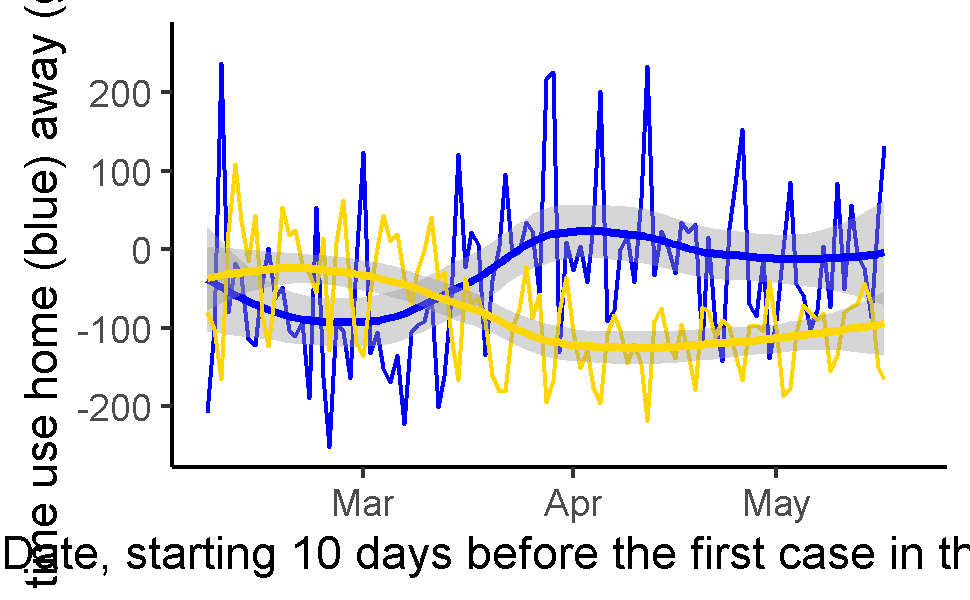 time use home (blue) away (
200
100
0
-100
-200
Mar Apr May
Date, starting 10 days before the first case in th